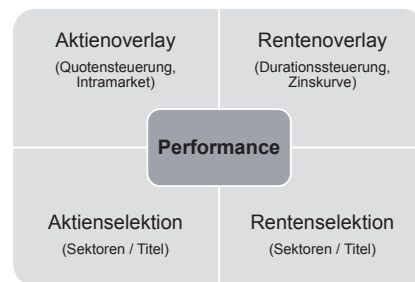 Aktienoverlay
(Quotensteuerung,
Intramarket)
Rentenoverlay
(Durationssteuerung,
Zinskurve)
Performance
Aktienselektion
(Sektoren / Titel)
Rentenselektion
(Sektoren / Titel)